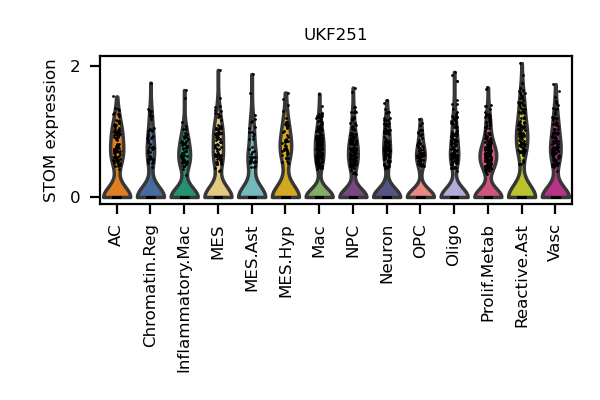 UKF251
STOM expression
2
0
AC
Chromatin.Reg
Inflammatory.Mac
MES
MES.Ast
MES.Hyp
Mac
NPC
Neuron
OPC
Oligo
Prolif.Metab
Reactive.Ast
Vasc